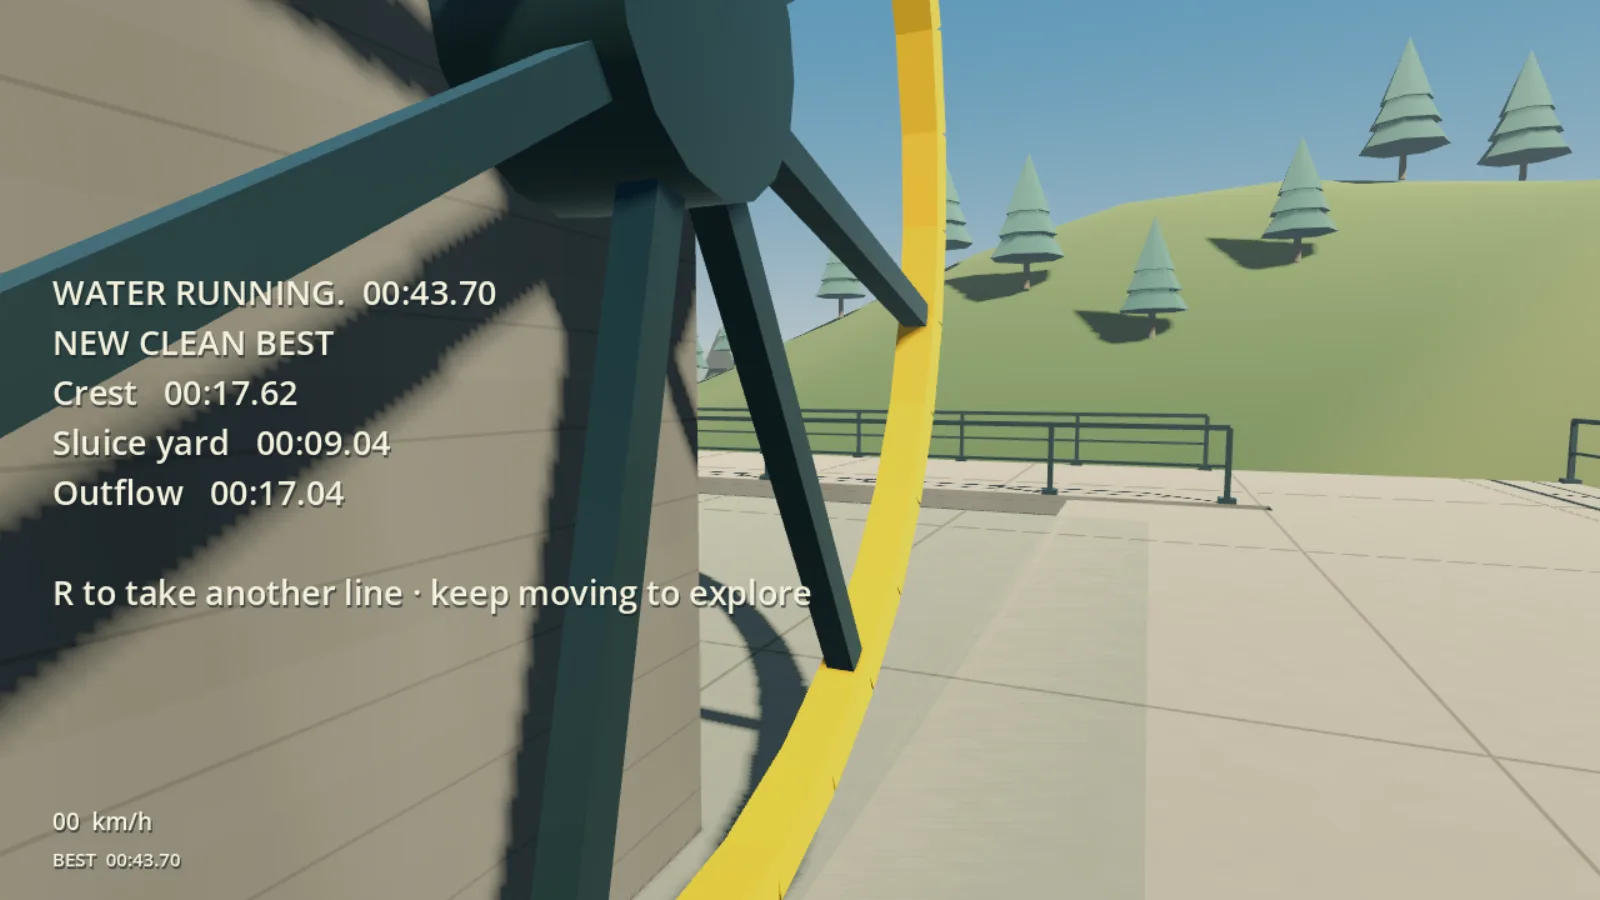 WATER RUNNING.  00:43.70
NEW CLEAN BEST
Crest  00:17.62
Sluice yard  00:09.04
Outflow  00:17.04
R to take another line · keep moving to explore
00 km/h
BEST 00:43.70